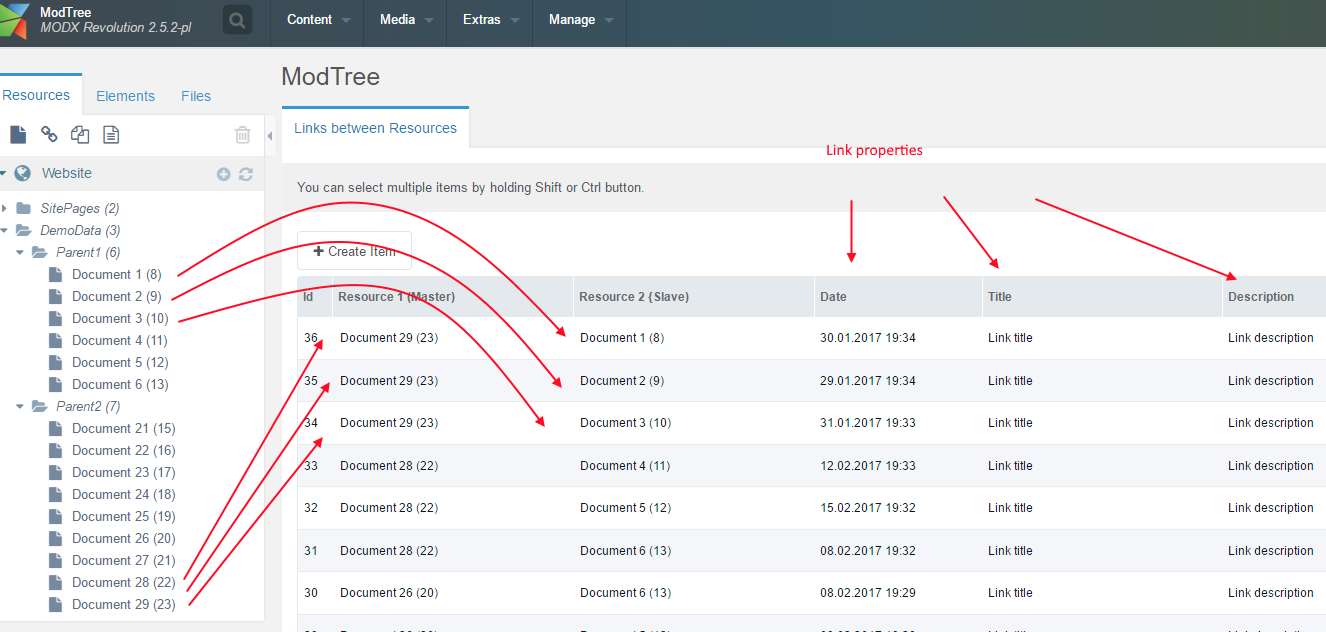 ModTree
MODX Revolution 2.5.2-pl
Content
Media
Extras
Manage
Resources
Elements
Files
Website
SitePages (2)
DemoData (3)
Parent1 (6)
Document 1 (8)
Document 2 (9)
Document 3 (10)
Document 4 (11)
Document 5 (12)
Document 6 (13)
Parent2 (7)
Document 21 (15)
Document 22 (16)
Document 23 (17)
Document 24 (18)
Document 25 (19)
Document 26 (20)
Document 27 (21)
Document 28 (22)
Document 29 (23)
ModTree
Links between Resources
Link properties
You can select multiple items by holding Shift or Ctrl button.
+ Create Item
Id Resource 1 (Master) Resource 2 (Slave) Date Title Description
36 Document 29 (23) Document 1 (8) 30.01.2017 19:34 Link title Link description
35 Document 29 (23) Document 2 (9) 29.01.2017 19:34 Link title Link description
34 Document 29 (23) Document 3 (10) 31.01.2017 19:33 Link title Link description
33 Document 28 (22) Document 4 (11) 12.02.2017 19:33 Link title Link description
32 Document 28 (22) Document 5 (12) 15.02.2017 19:32 Link title Link description
31 Document 28 (22) Document 6 (13) 08.02.2017 19:32 Link title Link description
30 Document 26 (20) Document 6 (13) 08.02.2017 19:29 Link title Link description